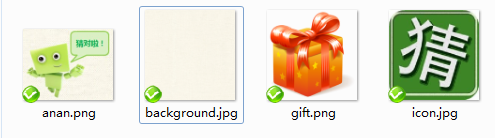 猜对啦！
猜
anan.png
background.jpg
gift.png
icon.jpg